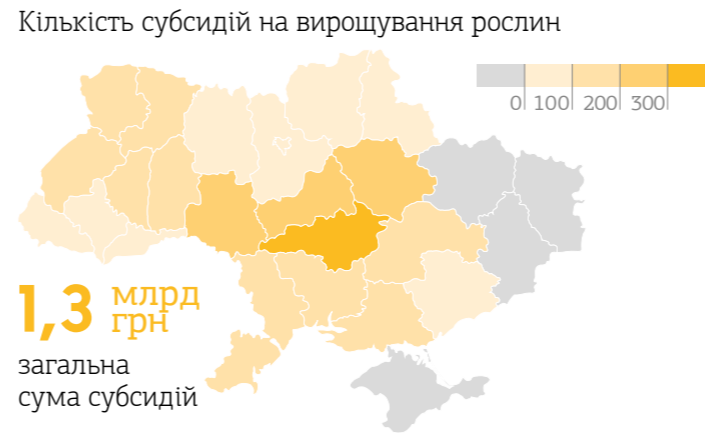 Кількість субсидій на вирощування рослин
0 100 200 300
1,3 млрд
грн
загальна
сума субсидій